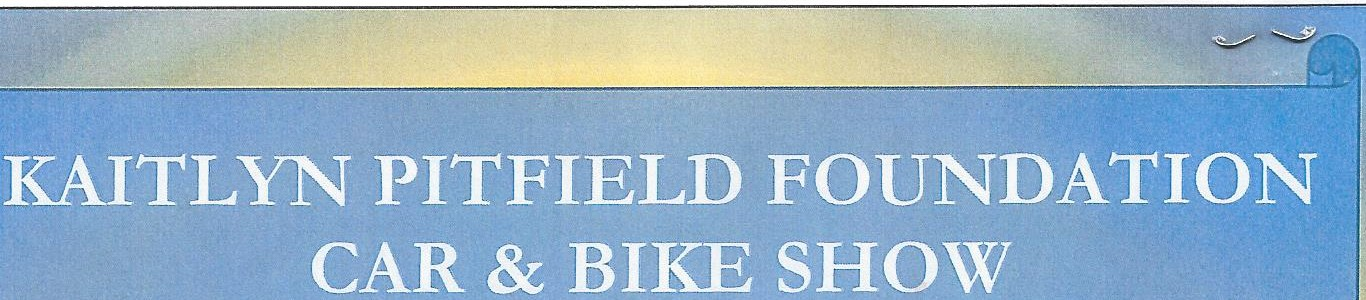 KAITLYN PITFIELD FOUNDATION
CAR & BIKE SHOW